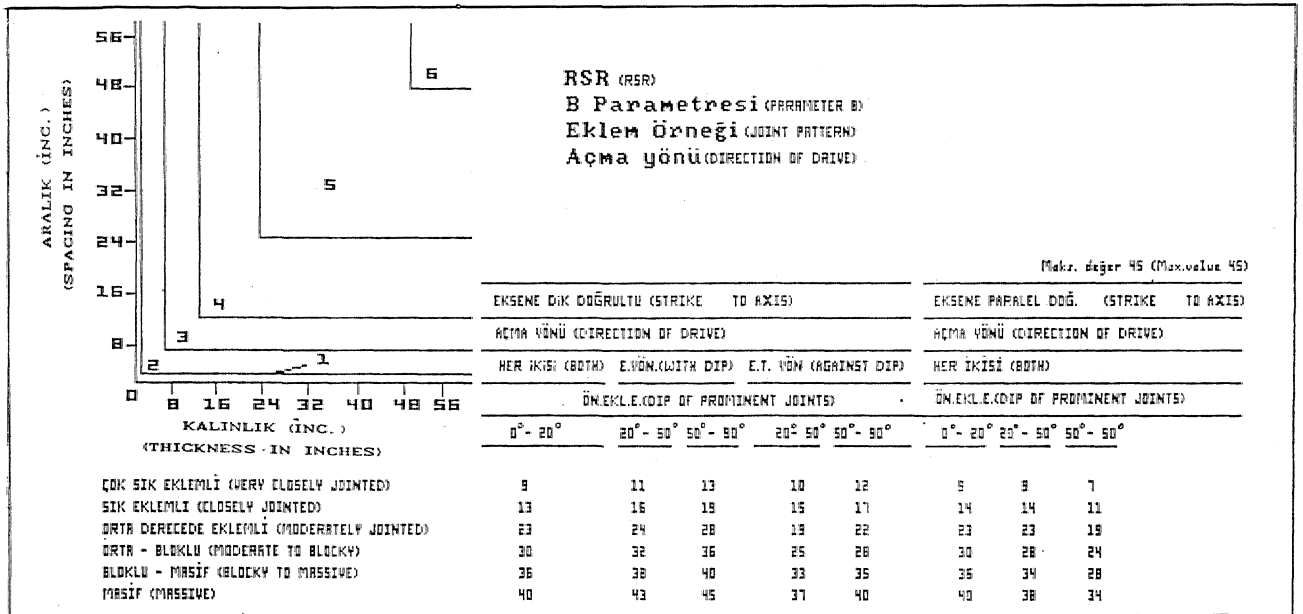 56
48
40
32
24
16
8
0
8 16 24 32 40 48 56
ARALIK (İNC.)
(SPACING IN INCHES)
KALINLIK (İNC.)
(THICKNESS IN INCHES)
6
5
4
3
2
1
RSR (RSR)
B Parametresi (PARAMETER B)
Eklem Örneği (JOINT PATTERN)
Açma yönü (DIRECTION OF DRIVE)
Maks. değer 45 (Max.value 45)
EKSENE DİK DOĞRULTU (STRIKE TO AXIS) EKSENE PARALEL DOĞ. (STRIKE TO AXIS)
AÇMA YÖNÜ (DIRECTION OF DRIVE) AÇMA YÖNÜ (DIRECTION OF DRIVE)
HER İKİSİ (BOTH) E.YÖN.(WITH DIP) E.T. YÖN (AGAINST DIP) HER İKİSİ (BOTH)
ÖN.EKL.E.(DIP OF PROMINENT JOINTS) ÖN.EKL.E.(DIP OF PROMINENT JOINTS)
0°- 20° 20°- 50° 50°- 90° 20°- 50° 50°- 90° 0°- 20° 20°- 50° 50°- 50°
ÇOK SIK EKLEMLİ (VERY CLOSELY JOINTED) 9 11 13 10 12 9 9 7
SIK EKLEMLI (CLOSELY JOINTED) 13 16 19 15 17 14 14 11
ORTA DERECEDE EKLEMLİ (MODERATELY JOINTED) 23 24 28 19 22 23 23 19
ORTA - BLOKLU (MODERATE TO BLOCKY) 30 32 36 25 28 30 28 24
BLOKLU - MASİF (BLOCKY TO MASSIVE) 36 38 40 33 35 36 34 28
MASİF (MASSIVE) 40 43 45 37 40 40 38 34